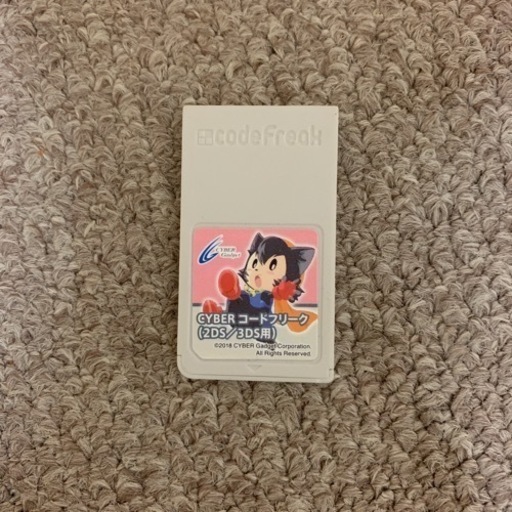 codeFreak
CYBER
Gadget
CYBER コードフリーク
(2DS／3DS用)
©2018 CYBER Gadget Corporation.
All Rights Reserved.